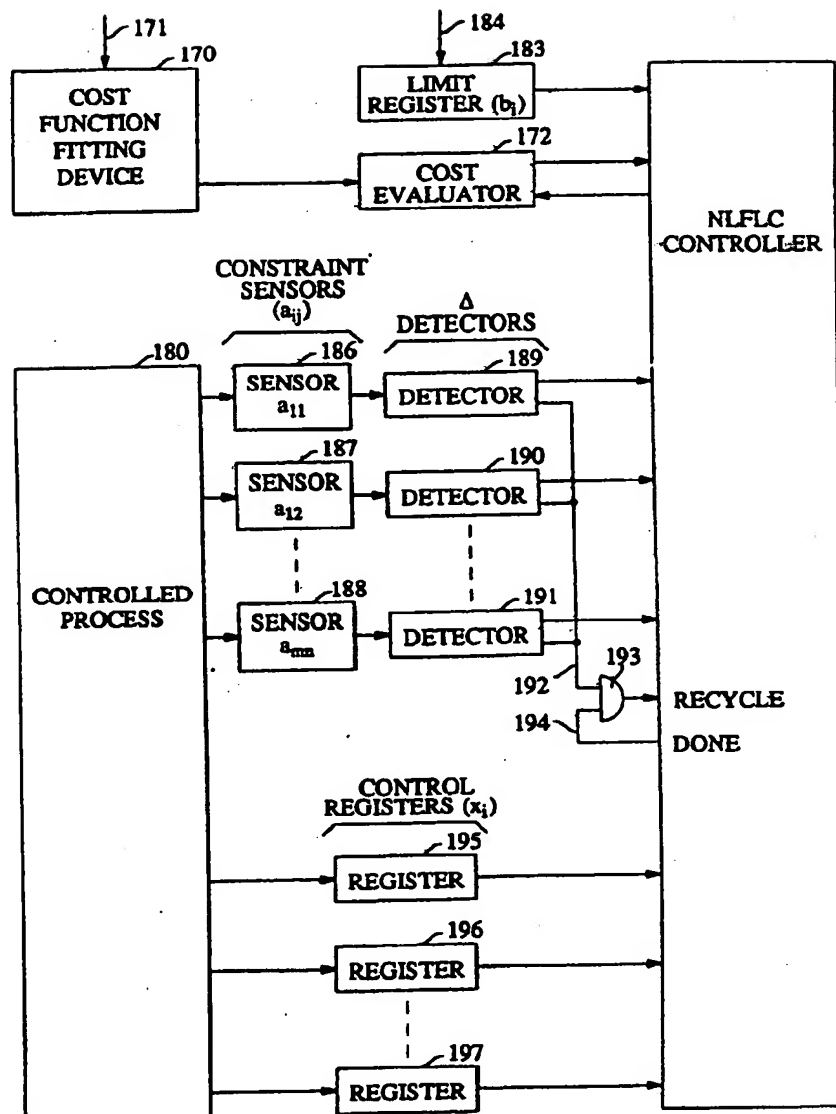 171
170
COST
FUNCTION
FITTING
DEVICE
184
183
LIMIT
REGISTER (b_i)
172
COST
EVALUATOR
NLFLC
CONTROLLER
CONSTRAINT
SENSORS
(a_ij)
Δ
DETECTORS
180
CONTROLLED
PROCESS
186
SENSOR
a_11
189
DETECTOR
187
SENSOR
a_12
190
DETECTOR
188
SENSOR
a_mn
191
DETECTOR
192
193
194
RECYCLE
DONE
CONTROL
REGISTERS (x_i)
195
REGISTER
196
REGISTER
197
REGISTER